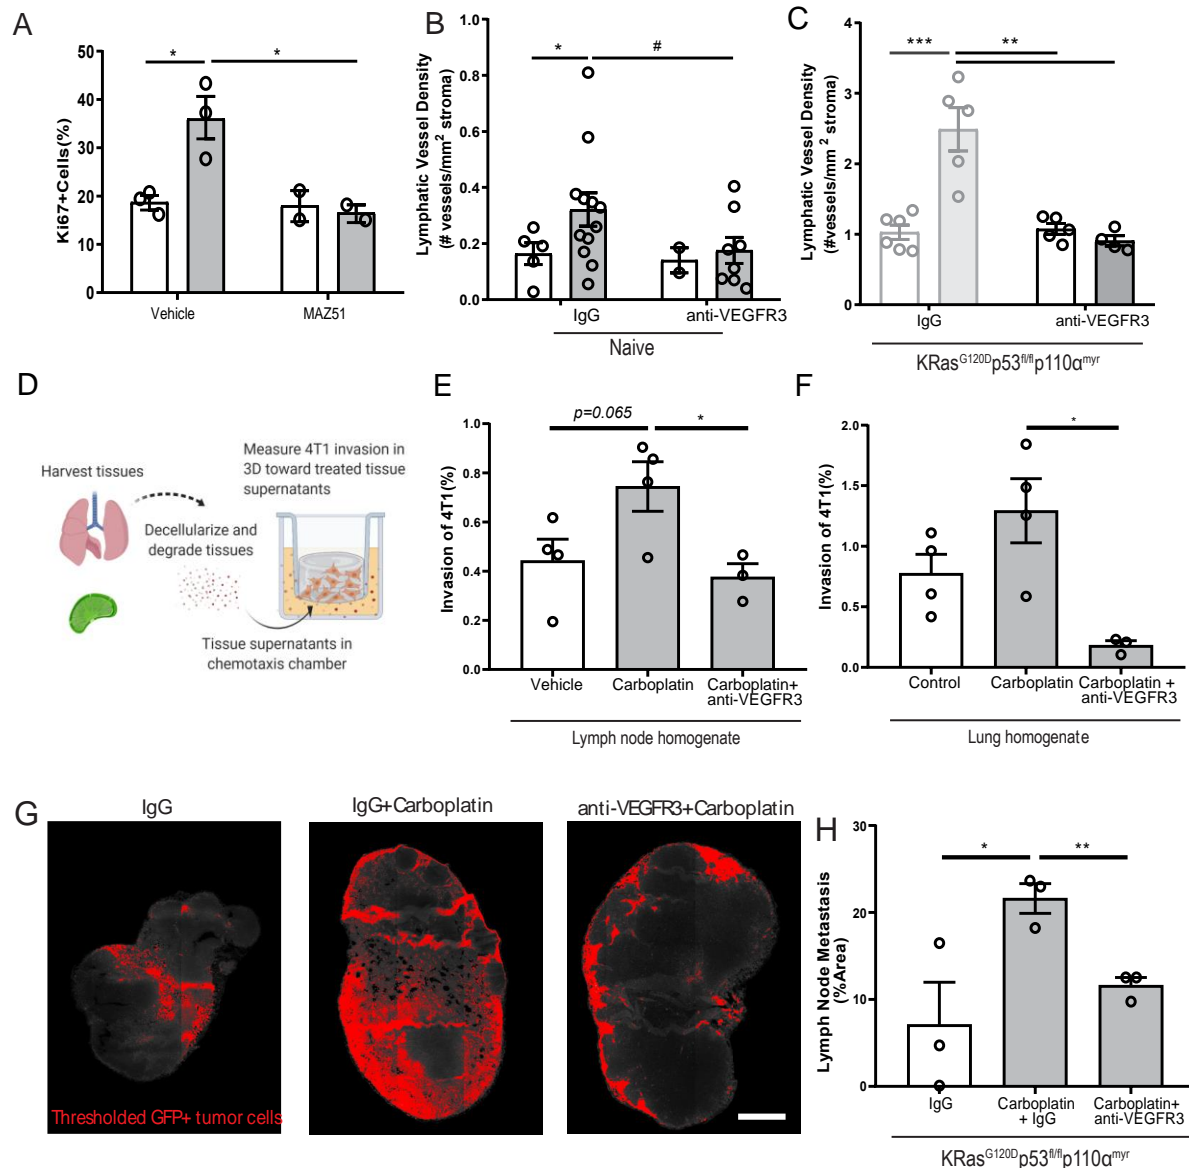 A
Ki67+Cells(%)
50
40
30
20
10
0
*
*
Vehicle
MAZ51
B
Lymphatic Vessel Density
(# vessels/mm² stroma)
1.0
0.8
0.6
0.4
0.2
0.0
*
#
IgG
anti-VEGFR3
Naive
C
Lymphatic Vessel Density
(#vessels/mm² stroma)
4
3
2
1
0
***
**
IgG
anti-VEGFR3
KRasG120Dp53fl/flp110αmyr
D
Harvest tissues
Decellularize and
degrade tissues
Measure 4T1 invasion in
3D toward treated tissue
supernatants
Tissue supernatants in
chemotaxis chamber
E
Invasion of 4T1(%)
1.0
0.8
0.6
0.4
0.2
0.0
p=0.065
*
Vehicle
Carboplatin
Carboplatin+
anti-VEGFR3
Lymph node homogenate
F
Invasion of 4T1(%)
2.0
1.5
1.0
0.5
0.0
*
Control
Carboplatin
Carboplatin +
anti-VEGFR3
Lung homogenate
G
IgG
IgG+Carboplatin
anti-VEGFR3+Carboplatin
Thresholded GFP+ tumor cells
H
Lymph Node Metastasis
(%Area)
30
20
10
0
*
**
IgG
Carboplatin
+ IgG
Carboplatin+
anti-VEGFR3
KRasG120Dp53fl/flp110αmyr